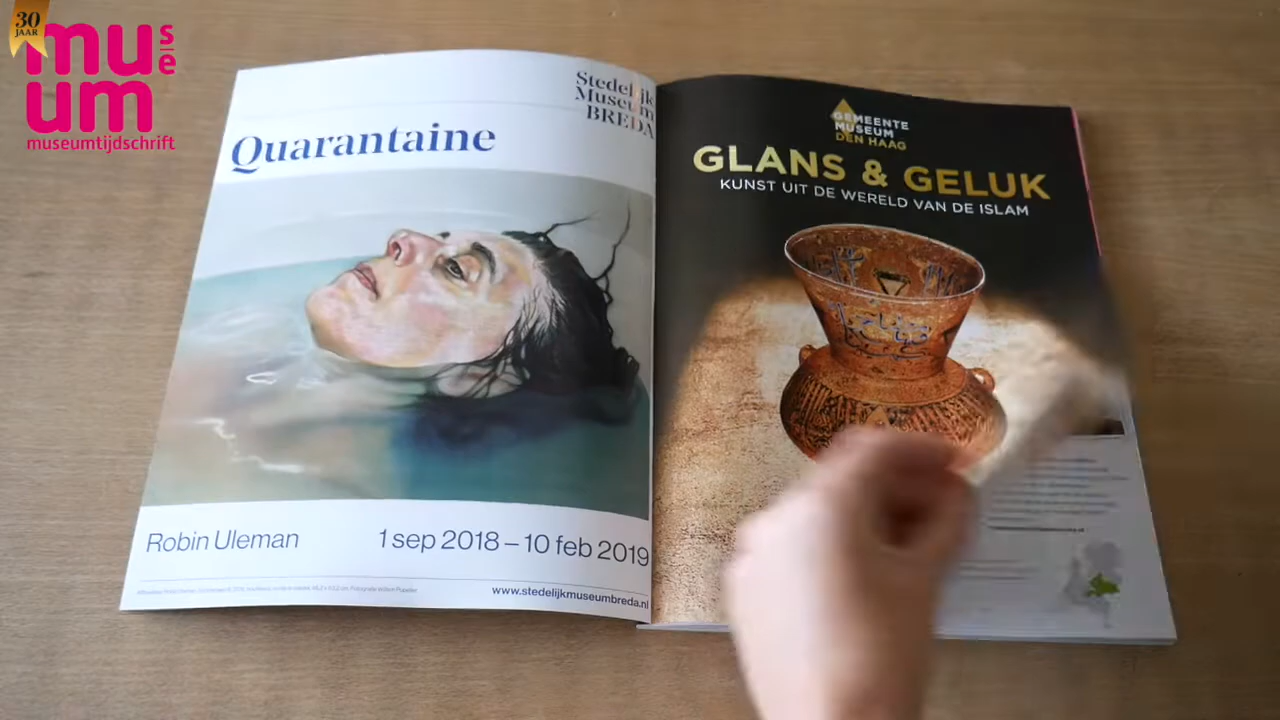 30
JAAR
mu
se
um
museumtijdschrift
Stedelijk
Museum
BREDA
Quarantaine
Robin Uleman
1 sep 2018 – 10 feb 2019
www.stedelijkmuseumbreda.nl
GEMEENTE
MUSEUM
DEN HAAG
GLANS & GELUK
KUNST UIT DE WERELD VAN DE ISLAM